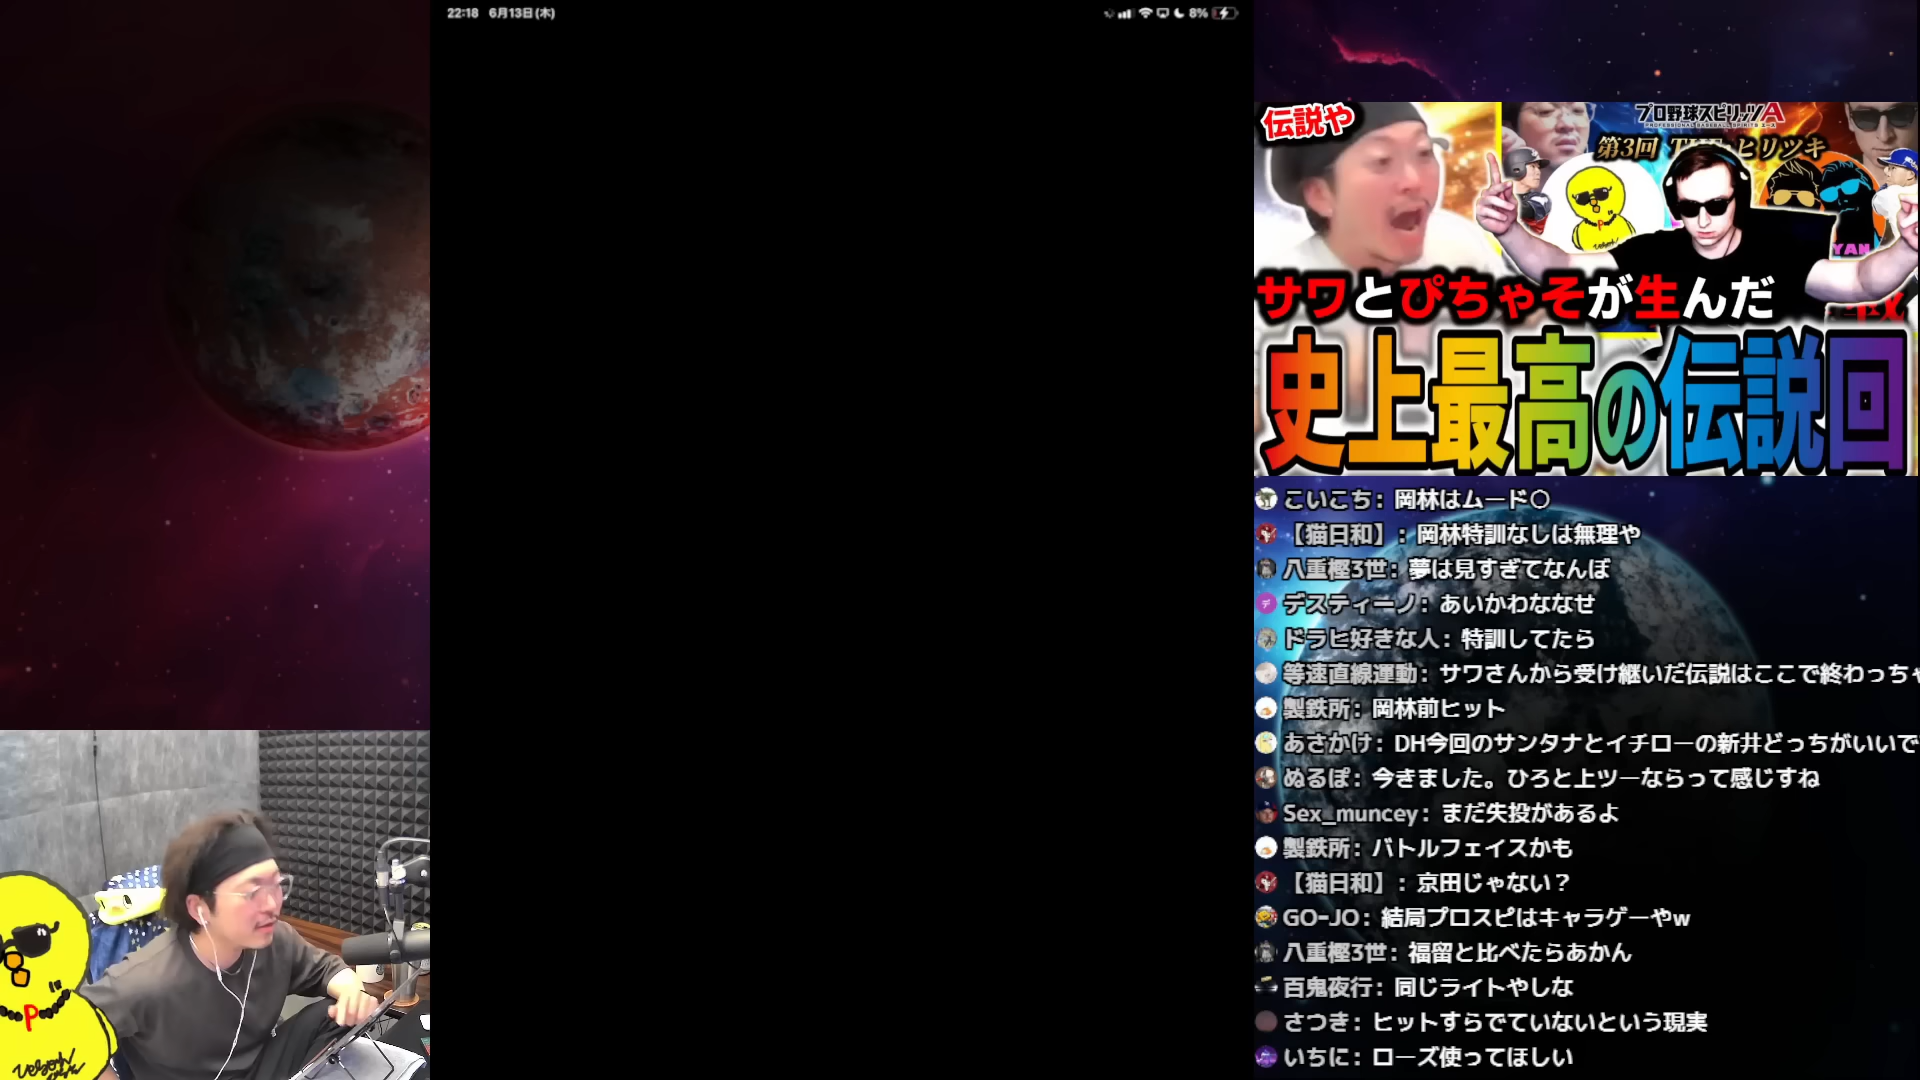 22:18 6月13日(木)
8%
伝説や
プロ野球スピリッツA
PROFESSIONAL BASEBALL SPIRITS エース
第3回
ヒリツキ
P
YAN
サワとぴちゃそが生んだ
史上最高の伝説回
こいこち: 岡林はムード○
【猫日和】: 岡林特訓なしは無理や
八重樫3世: 夢は見すぎてなんぼ
デスティーノ: あいかわななせ
ドラヒ好きな人: 特訓してたら
等速直線運動: サワさんから受け継いだ伝説はここで終わっちゃ
製鉄所: 岡林前ヒット
あさかけ: DH今回のサンタナとイチローの新井どっちがいいで
ぬるぽ: 今きました。ひろと上ツーならって感じすね
Sex_muncey: まだ失投があるよ
製鉄所: バトルフェイスかも
【猫日和】: 京田じゃない？
GO-JO: 結局プロスピはキャラゲーやw
八重樫3世: 福留と比べたらあかん
百鬼夜行: 同じライトやしな
さつき: ヒットすらでていないという現実
いちに: ローズ使ってほしい
P